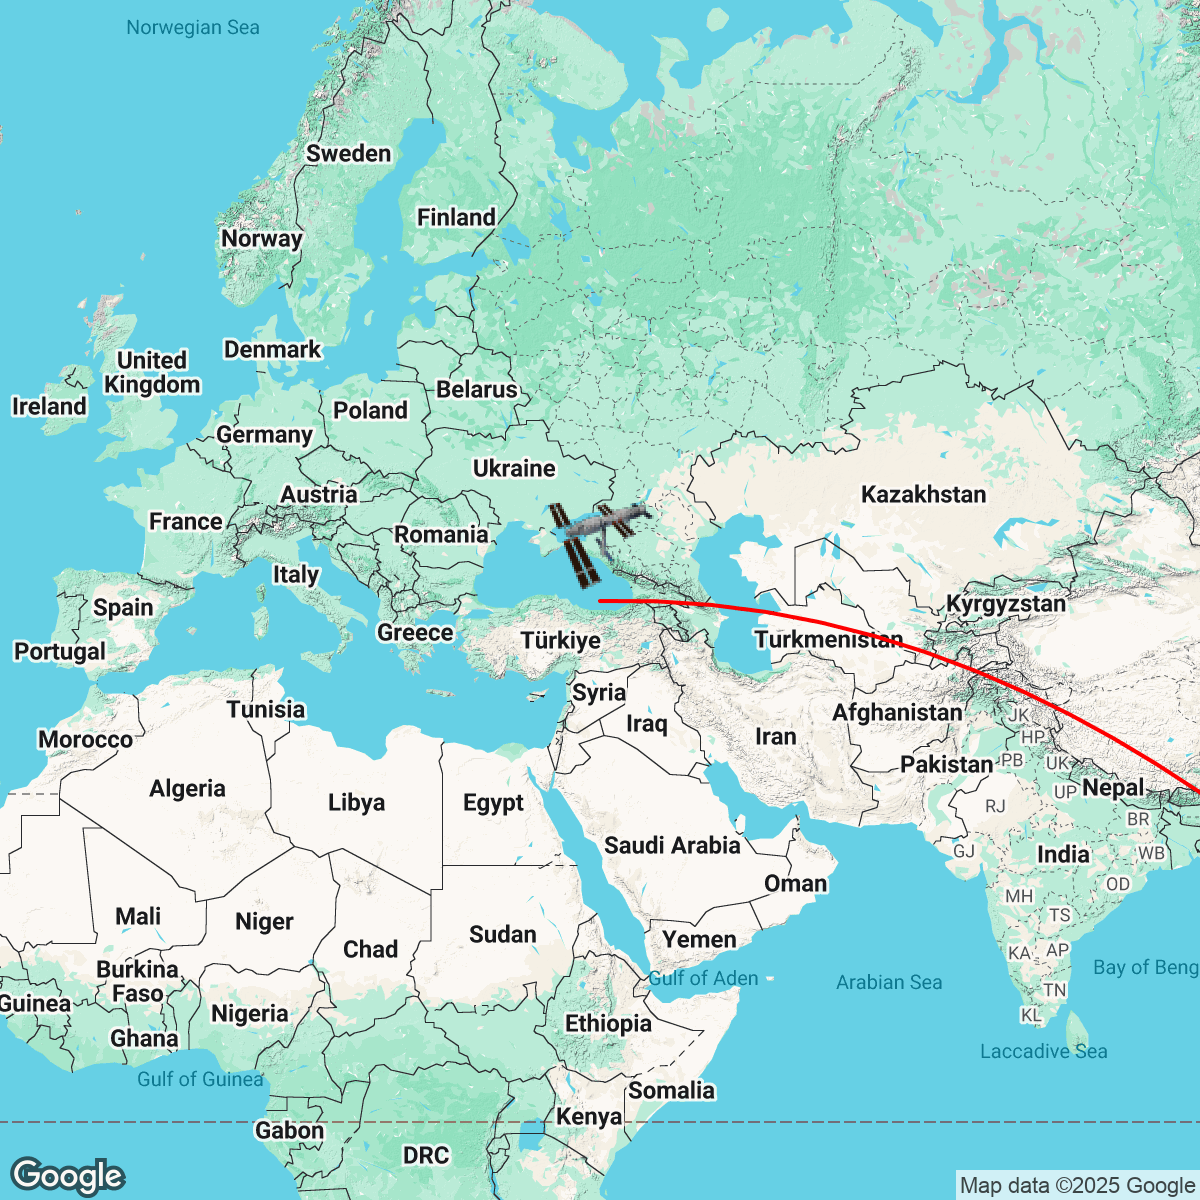 Norwegian Sea
Sweden
Finland
Norway
Denmark
United
Kingdom
Ireland
Belarus
Poland
Germany
Ukraine
Austria
Kazakhstan
France
Romania
Italy
Spain
Kyrgyzstan
Greece
Türkiye
Turkmenistan
Portugal
Syria
Tunisia
Afghanistan
JK
Iraq
Iran
HP
Morocco
Pakistan
PB
UK
Algeria
Libya
Egypt
UP
Nepal
RJ
BR
Saudi Arabia
GJ
India
WB
Oman
OD
MH
Mali
Niger
TS
Sudan
Yemen
Chad
KA
AP
Burkina
Faso
Bay of Beng
Gulf of Aden
Arabian Sea
TN
Guinea
Nigeria
KL
Ethiopia
Ghana
Laccadive Sea
Gulf of Guinea
Somalia
Kenya
Gabon
DRC
Google
Map data ©2025 Google